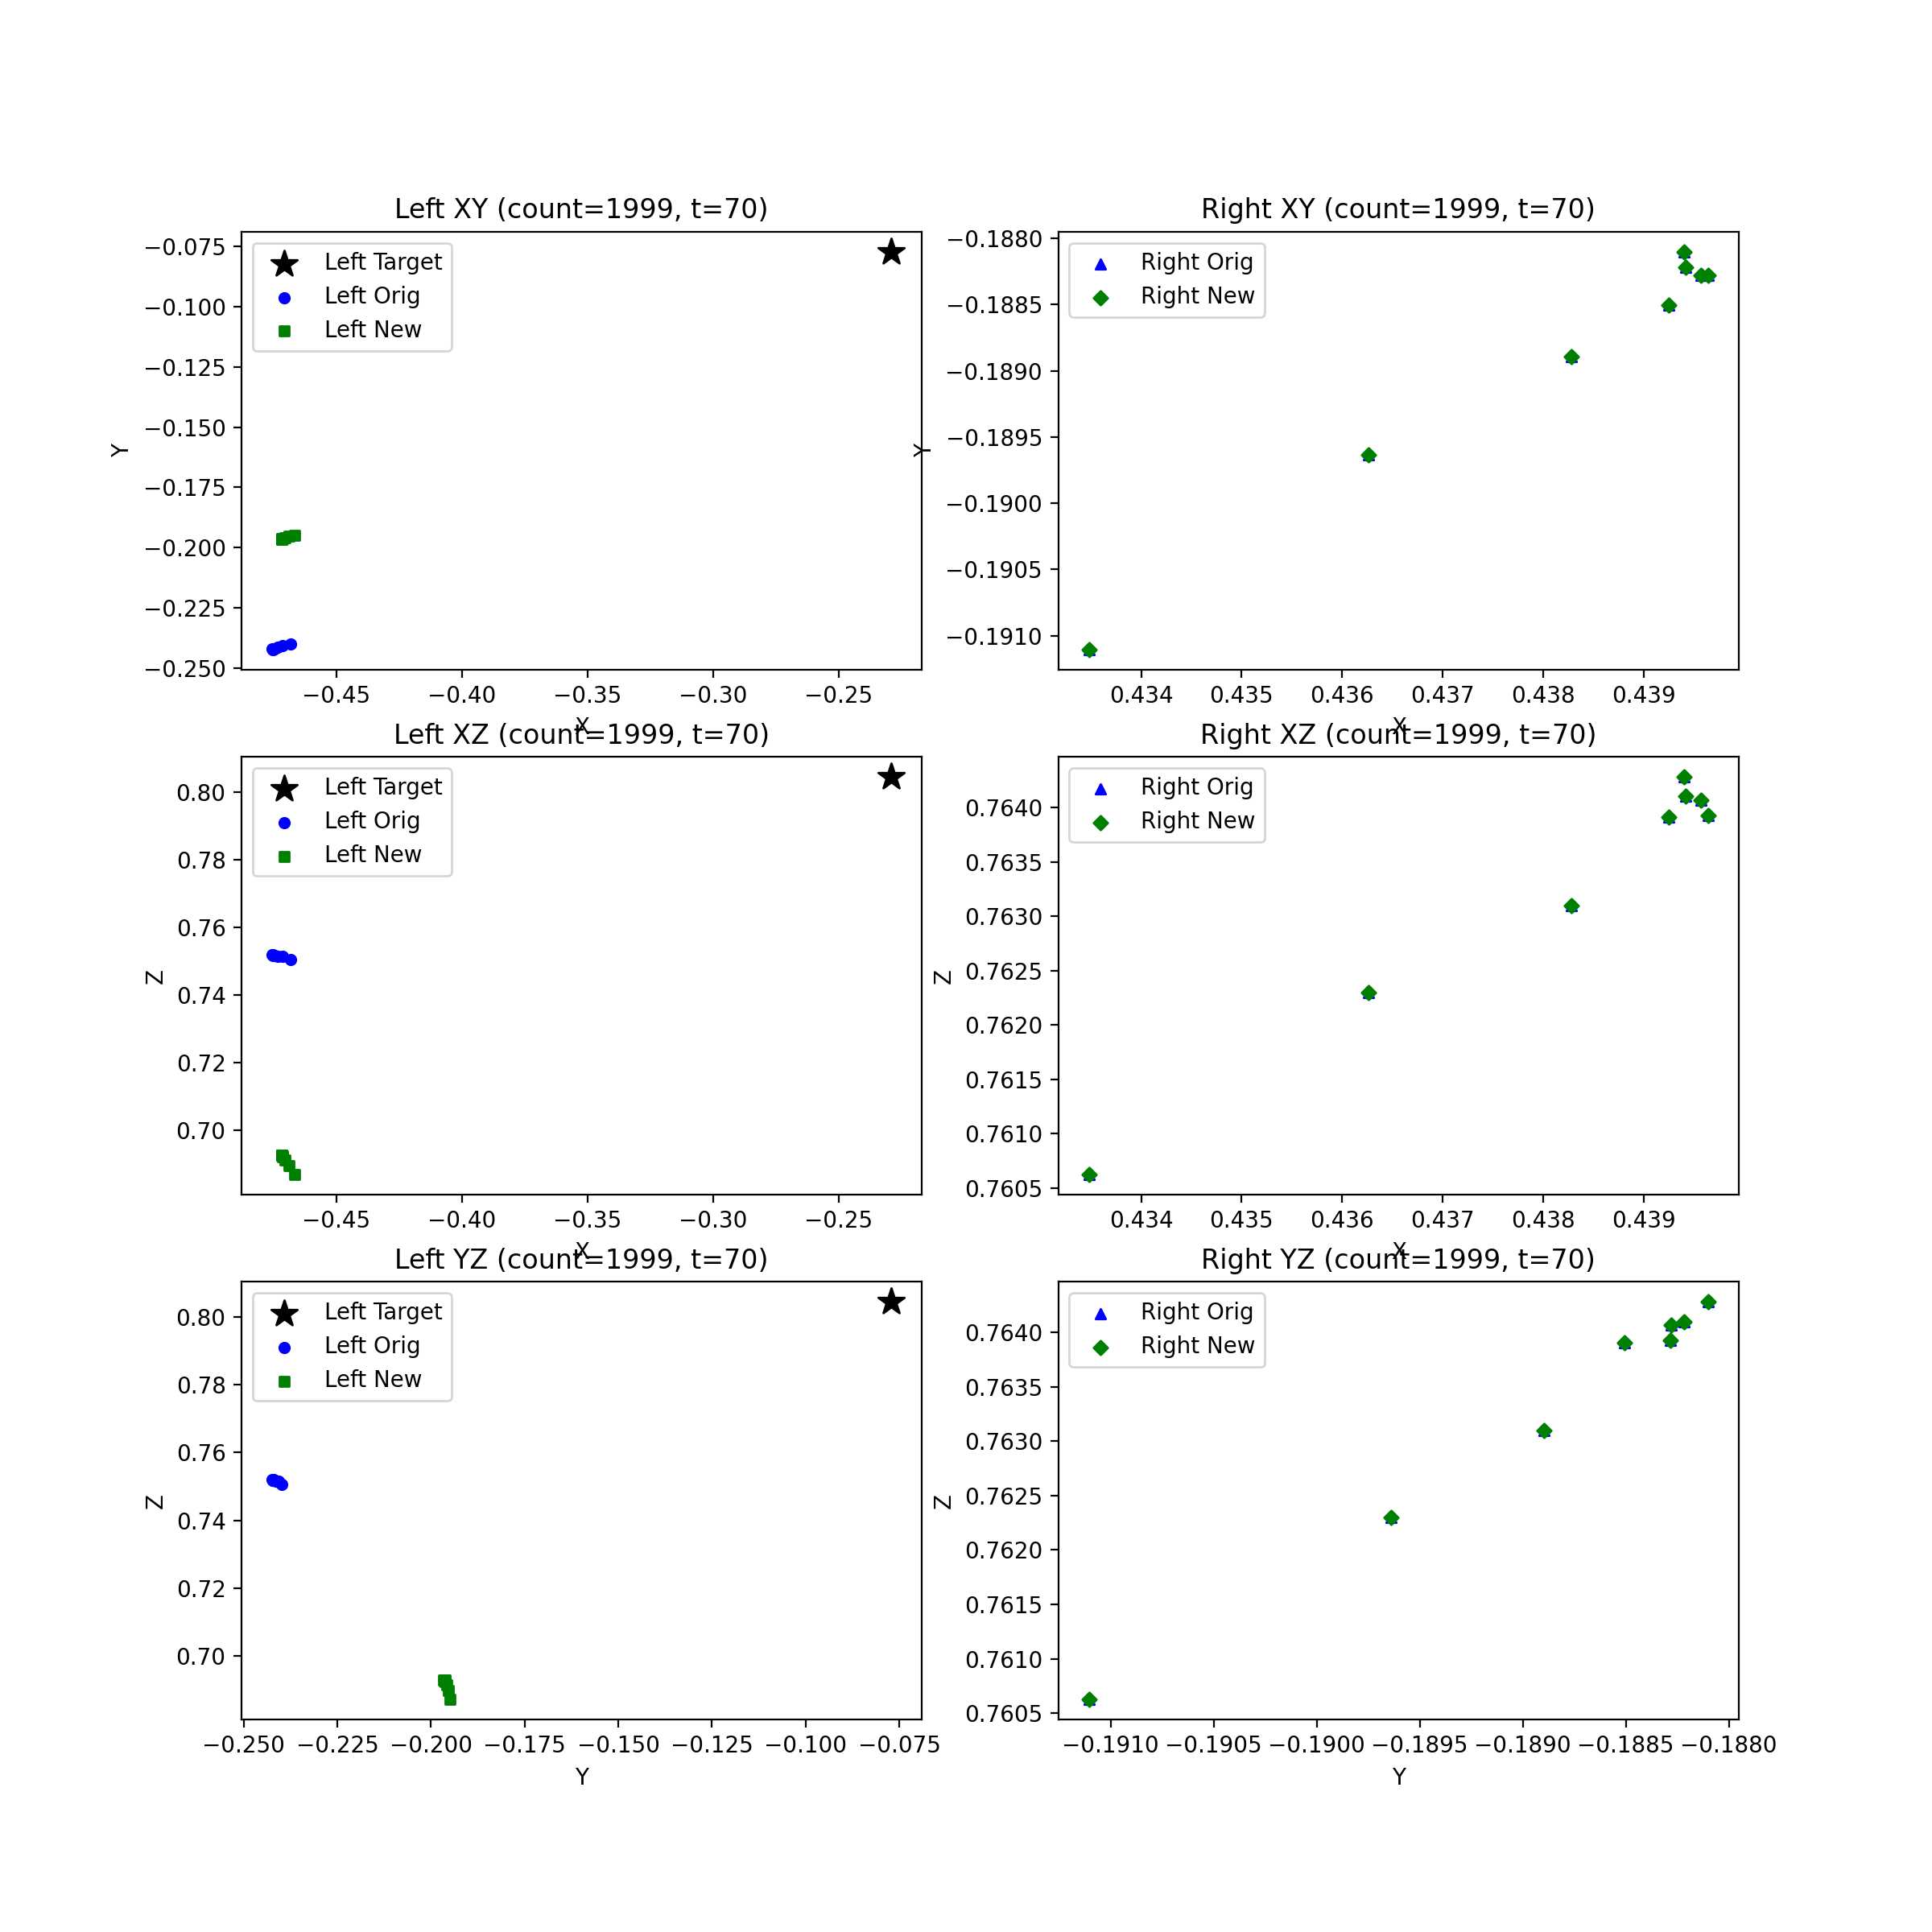 Left XY (count=1999, t=70)
Left Target
Left Orig
Left New
−0.075
−0.100
−0.125
−0.150
−0.175
−0.200
−0.225
−0.250
Y
−0.45
−0.40
−0.35
−0.30
−0.25
X
Right XY (count=1999, t=70)
Right Orig
Right New
−0.1880
−0.1885
−0.1890
−0.1895
−0.1900
−0.1905
−0.1910
Y
0.434
0.435
0.436
0.437
0.438
0.439
X
Left XZ (count=1999, t=70)
Left Target
Left Orig
Left New
0.80
0.78
0.76
0.74
0.72
0.70
Z
−0.45
−0.40
−0.35
−0.30
−0.25
X
Right XZ (count=1999, t=70)
Right Orig
Right New
0.7640
0.7635
0.7630
0.7625
0.7620
0.7615
0.7610
0.7605
Z
0.434
0.435
0.436
0.437
0.438
0.439
X
Left YZ (count=1999, t=70)
Left Target
Left Orig
Left New
0.80
0.78
0.76
0.74
0.72
0.70
Z
−0.250
−0.225
−0.200
−0.175
−0.150
−0.125
−0.100
−0.075
Y
Right YZ (count=1999, t=70)
Right Orig
Right New
0.7640
0.7635
0.7630
0.7625
0.7620
0.7615
0.7610
0.7605
Z
−0.1910
−0.1905
−0.1900
−0.1895
−0.1890
−0.1885
−0.1880
Y